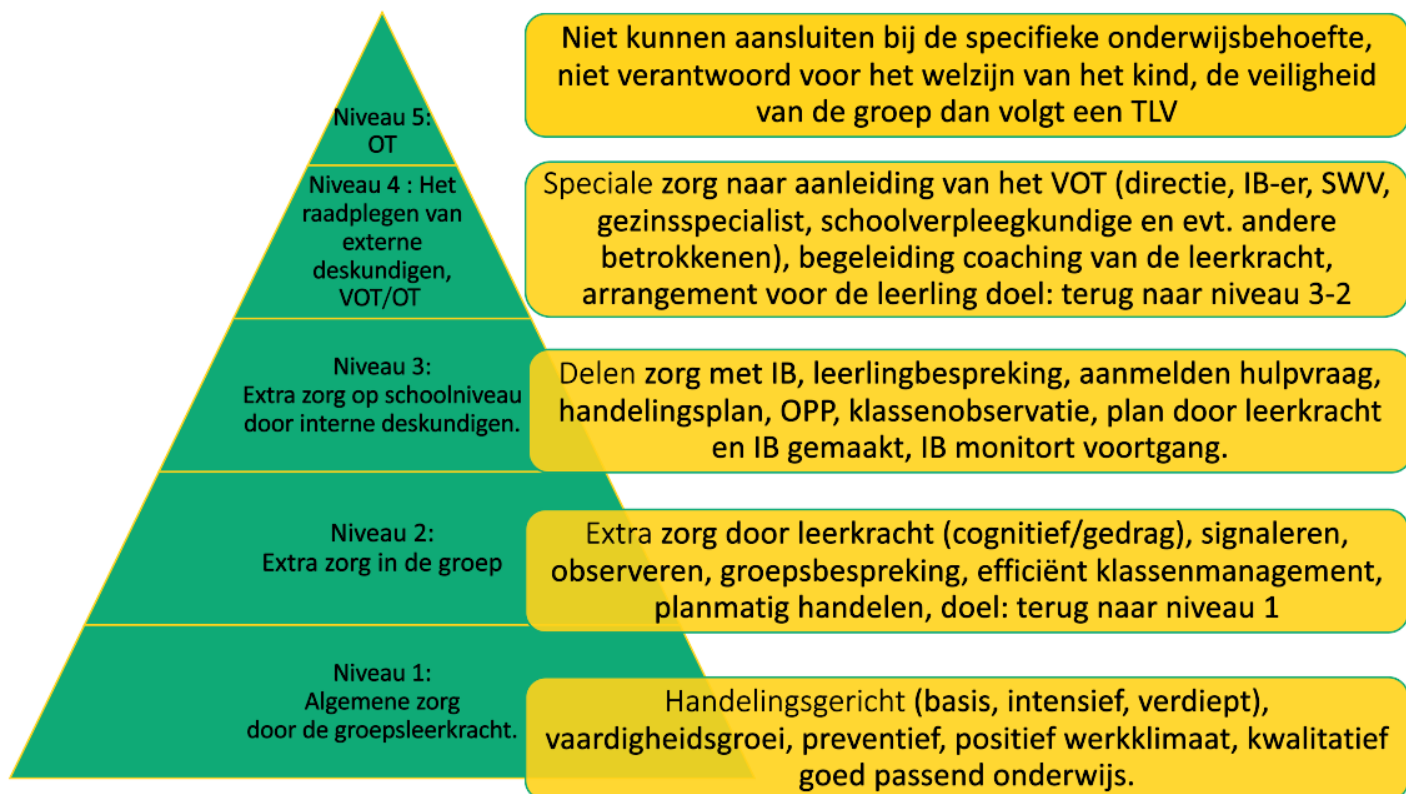 Niveau 5:
OT
Niet kunnen aansluiten bij de specifieke onderwijsbehoefte,
niet verantwoord voor het welzijn van het kind, de veiligheid
van de groep dan volgt een TLV
Niveau 4 : Het
raadplegen van
externe
deskundigen,
VOT/OT
Speciale zorg naar aanleiding van het VOT (directie, IB-er, SWV,
gezinsspecialist, schoolverpleegkundige en evt. andere
betrokkenen), begeleiding coaching van de leerkracht,
arrangement voor de leerling doel: terug naar niveau 3-2
Niveau 3:
Extra zorg op schoolniveau
door interne deskundigen.
Delen zorg met IB, leerlingbespreking, aanmelden hulpvraag,
handelingsplan, OPP, klassenobservatie, plan door leerkracht
en IB gemaakt, IB monitort voortgang.
Niveau 2:
Extra zorg in de groep
Extra zorg door leerkracht (cognitief/gedrag), signaleren,
observeren, groepsbespreking, efficiënt klassenmanagement,
planmatig handelen, doel: terug naar niveau 1
Niveau 1:
Algemene zorg
door de groepsleerkracht.
Handelingsgericht (basis, intensief, verdiept),
vaardigheidsgroei, preventief, positief werkklimaat, kwalitatief
goed passend onderwijs.